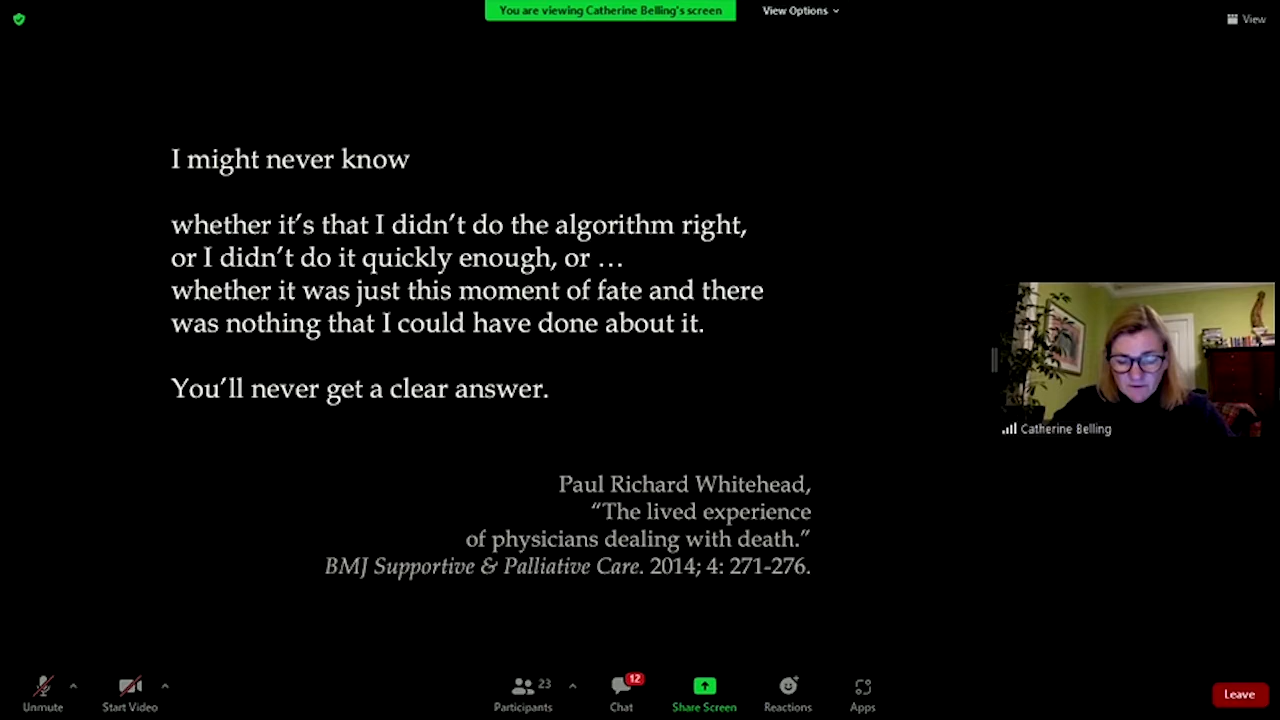 You are viewing Catherine Belling's screen
View Options
View
I might never know
whether it’s that I didn’t do the algorithm right,
or I didn’t do it quickly enough, or …
whether it was just this moment of fate and there
was nothing that I could have done about it.
You’ll never get a clear answer.
Catherine Belling
Paul Richard Whitehead,
“The lived experience
of physicians dealing with death.”
BMJ Supportive & Palliative Care. 2014; 4: 271-276.
Unmute
Start Video
23
Participants
12
Chat
Share Screen
Reactions
Apps
Leave